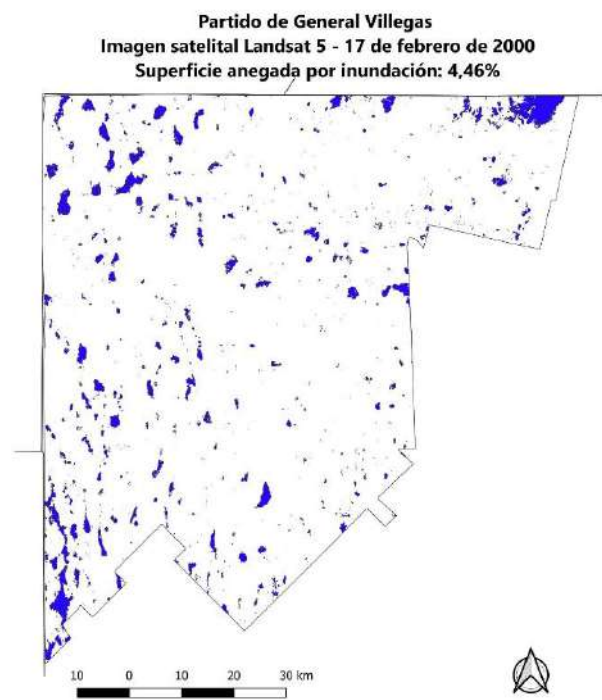 Partido de General Villegas
Imagen satelital Landsat 5 - 17 de febrero de 2000
Superficie anegada por inundación: 4,46%
10 0 10 20 30 km